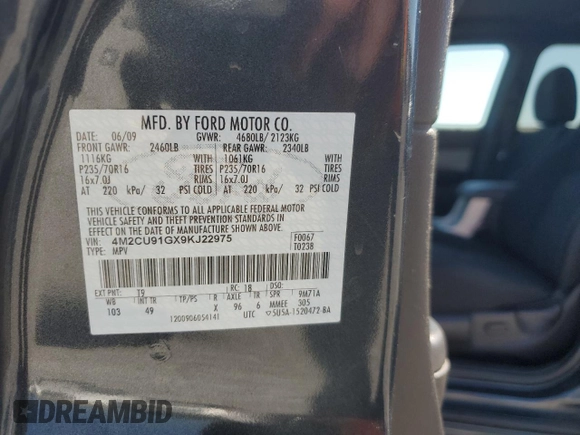 MFD. BY FORD MOTOR CO.
DATE: 06/09 GVWR: 4680LB/ 2123KG
FRONT GAWR: 2460LB REAR GAWR: 2340LB
1116KG WITH 1061KG WITH
P235/70R16 TIRES P235/70R16 TIRES
16x7.0J RIMS 16x7.0J RIMS
AT 220 kPa/ 32 PSI COLD AT 220 kPa/ 32 PSI COLD
THIS VEHICLE CONFORMS TO ALL APPLICABLE FEDERAL MOTOR
VEHICLE SAFETY AND THEFT PREVENTION STANDARDS IN
EFFECT ON THE DATE OF MANUFACTURE SHOWN ABOVE.
VIN: 4M2CU91GX9KJ22975 F0067
TYPE: MPV T0238
EXT PNT: T9 RC: 18 DSO:
WB INT TR TP/PS R AXLE TR SPR 9M71A
103 49 X 96 6 MMEE 305
UTC 5U5A-1520472-BA
1200906054141
DREAMBID